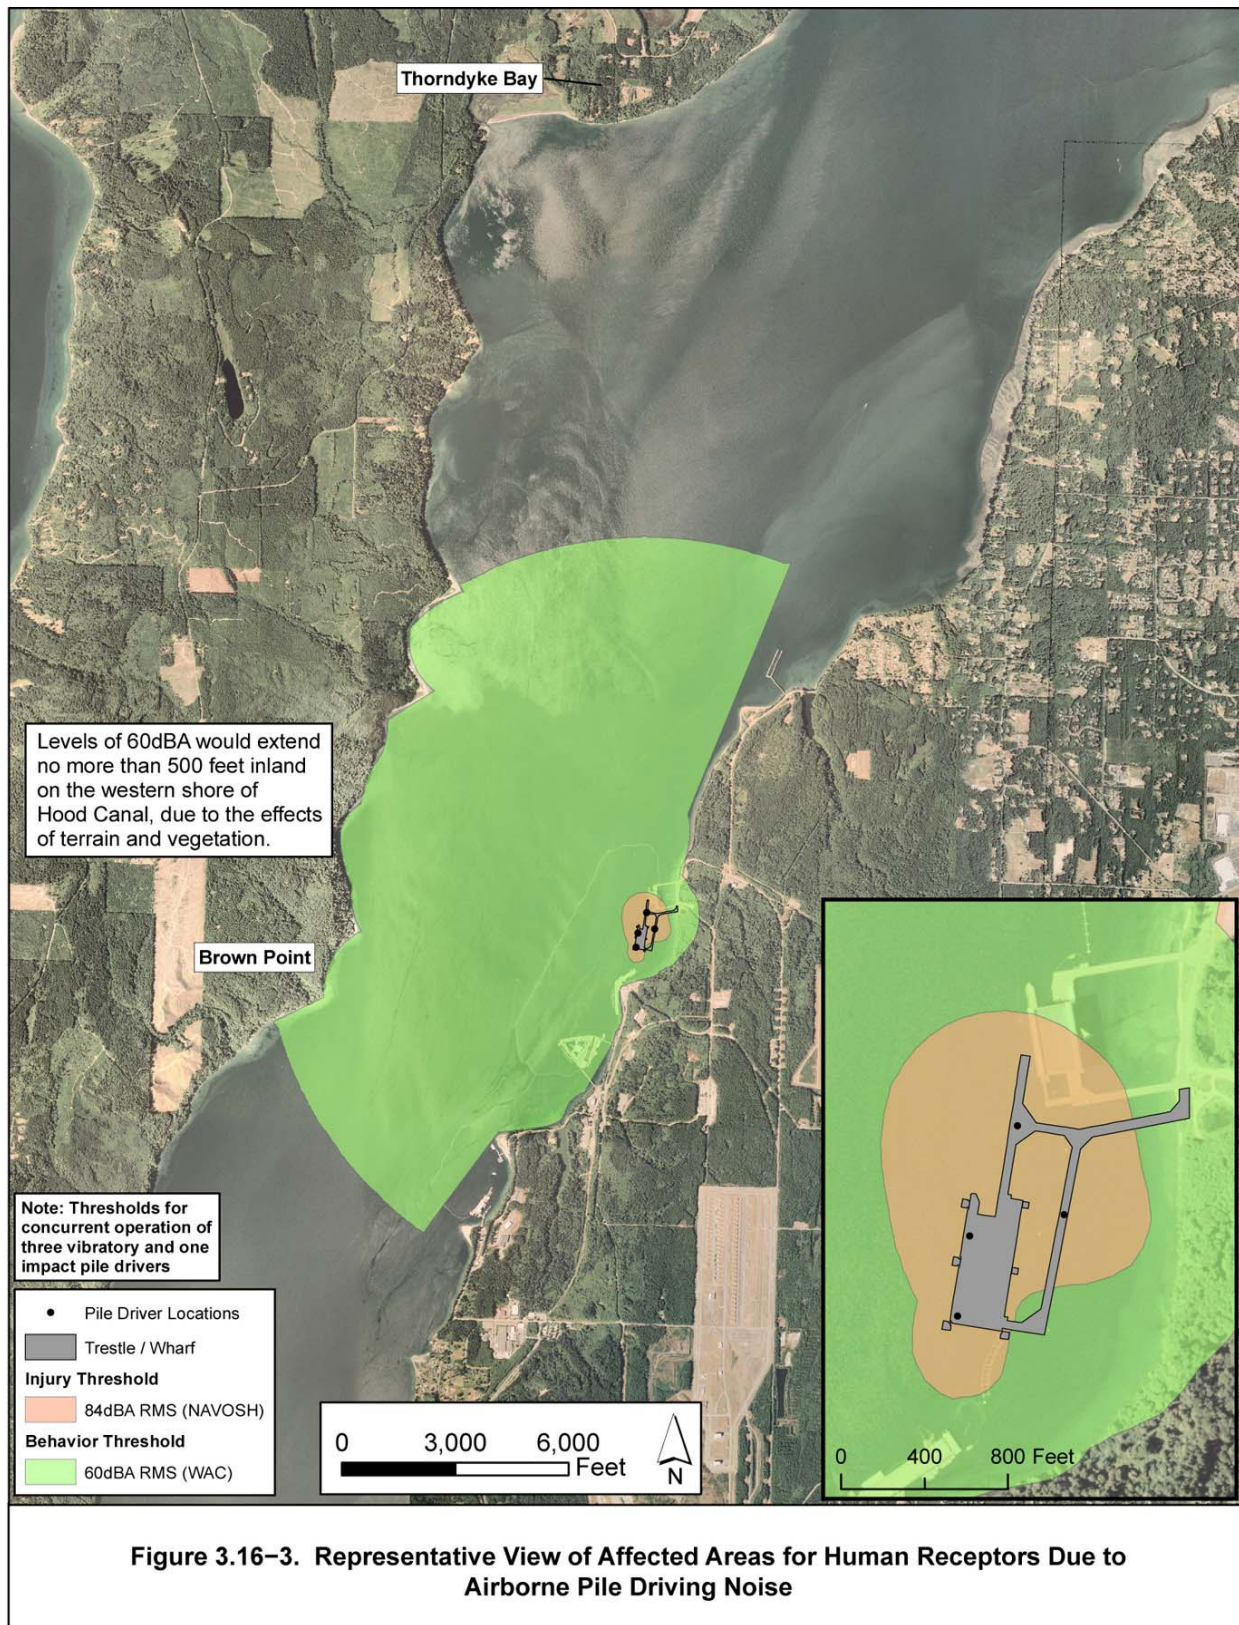 Thorndyke Bay
Levels of 60dBA would extend
no more than 500 feet inland
on the western shore of
Hood Canal, due to the effects
of terrain and vegetation.
Brown Point
Note: Thresholds for
concurrent operation of
three vibratory and one
impact pile drivers
Pile Driver Locations
Trestle / Wharf
Injury Threshold
84dBA RMS (NAVOSH)
Behavior Threshold
60dBA RMS (WAC)
0 3,000 6,000
Feet
N
0 400 800 Feet
Figure 3.16−3. Representative View of Affected Areas for Human Receptors Due to
Airborne Pile Driving Noise